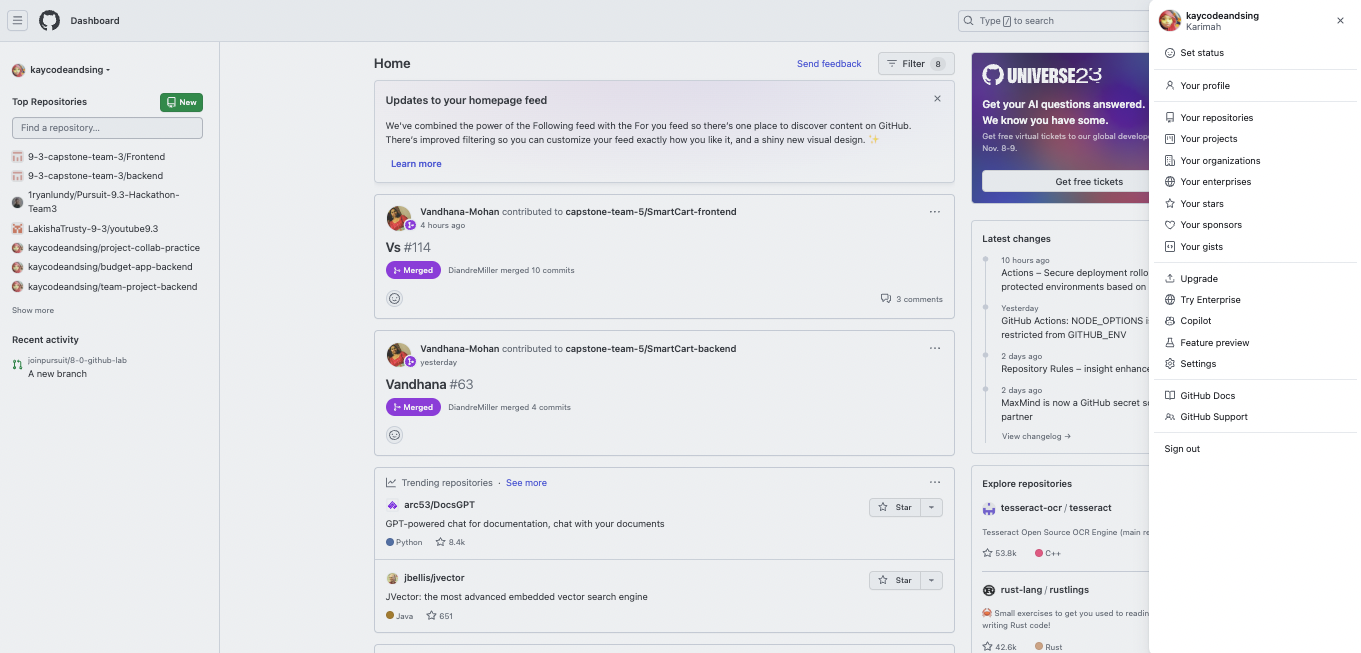 Dashboard
Type / to search
kaycodeandsing
Top Repositories
New
Find a repository...
9-3-capstone-team-3/Frontend
9-3-capstone-team-3/backend
1ryanlundy/Pursuit-9.3-Hackathon-
Team3
LakishaTrusty-9-3/youtube9.3
kaycodeandsing/project-collab-practice
kaycodeandsing/budget-app-backend
kaycodeandsing/team-project-backend
Show more
Recent activity
joinpursuit/8-0-github-lab
A new branch
Home
Send feedback
Filter 8
Updates to your homepage feed
We've combined the power of the Following feed with the For you feed so there's one place to discover content on GitHub.
There's improved filtering so you can customize your feed exactly how you like it, and a shiny new visual design. ✨
Learn more
Vandhana-Mohan contributed to capstone-team-5/SmartCart-frontend
4 hours ago
Vs #114
Merged DiandreMiller merged 10 commits
3 comments
Vandhana-Mohan contributed to capstone-team-5/SmartCart-backend
yesterday
Vandhana #63
Merged DiandreMiller merged 4 commits
Trending repositories · See more
arc53/DocsGPT
Star
GPT-powered chat for documentation, chat with your documents
Python 8.4k
jbellis/jvector
Star
JVector: the most advanced embedded vector search engine
Java 651
UNIVERSE23
Get your AI questions answered.
We know you have some.
Get free virtual tickets to our global develope
Nov. 8-9.
Get free tickets
Latest changes
10 hours ago
Actions – Secure deployment rollo
protected environments based on
Yesterday
GitHub Actions: NODE_OPTIONS i
restricted from GITHUB_ENV
2 days ago
Repository Rules – insight enhance
2 days ago
MaxMind is now a GitHub secret s
partner
View changelog →
Explore repositories
tesseract-ocr / tesseract
Tesseract Open Source OCR Engine (main re
53.8k C++
rust-lang / rustlings
🦀 Small exercises to get you used to readin
writing Rust code!
42.6k Rust
kaycodeandsing
Karimah
Set status
Your profile
Your repositories
Your projects
Your organizations
Your enterprises
Your stars
Your sponsors
Your gists
Upgrade
Try Enterprise
Copilot
Feature preview
Settings
GitHub Docs
GitHub Support
Sign out